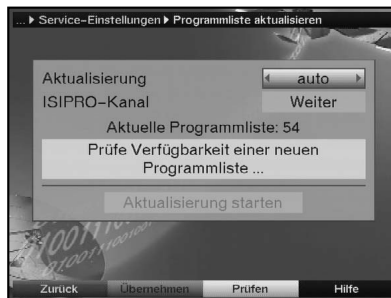 ... ▶ Service-Einstellungen ▶ Programmliste aktualisieren
Aktualisierung auto
ISIPRO-Kanal Weiter
Aktuelle Programmliste: 54
Prüfe Verfügbarkeit einer neuen
Programmliste ...
Aktualisierung starten
Zurück Übernehmen Prüfen Hilfe